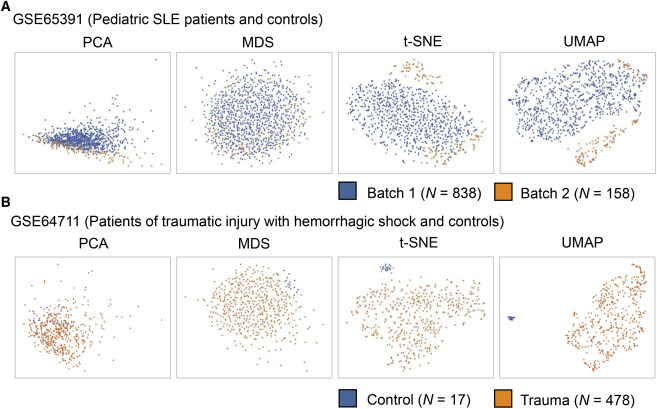 A
GSE65391 (Pediatric SLE patients and controls)
PCA MDS t-SNE UMAP
Batch 1 (N = 838) Batch 2 (N = 158)
B
GSE64711 (Patients of traumatic injury with hemorrhagic shock and controls)
PCA MDS t-SNE UMAP
Control (N = 17) Trauma (N = 478)